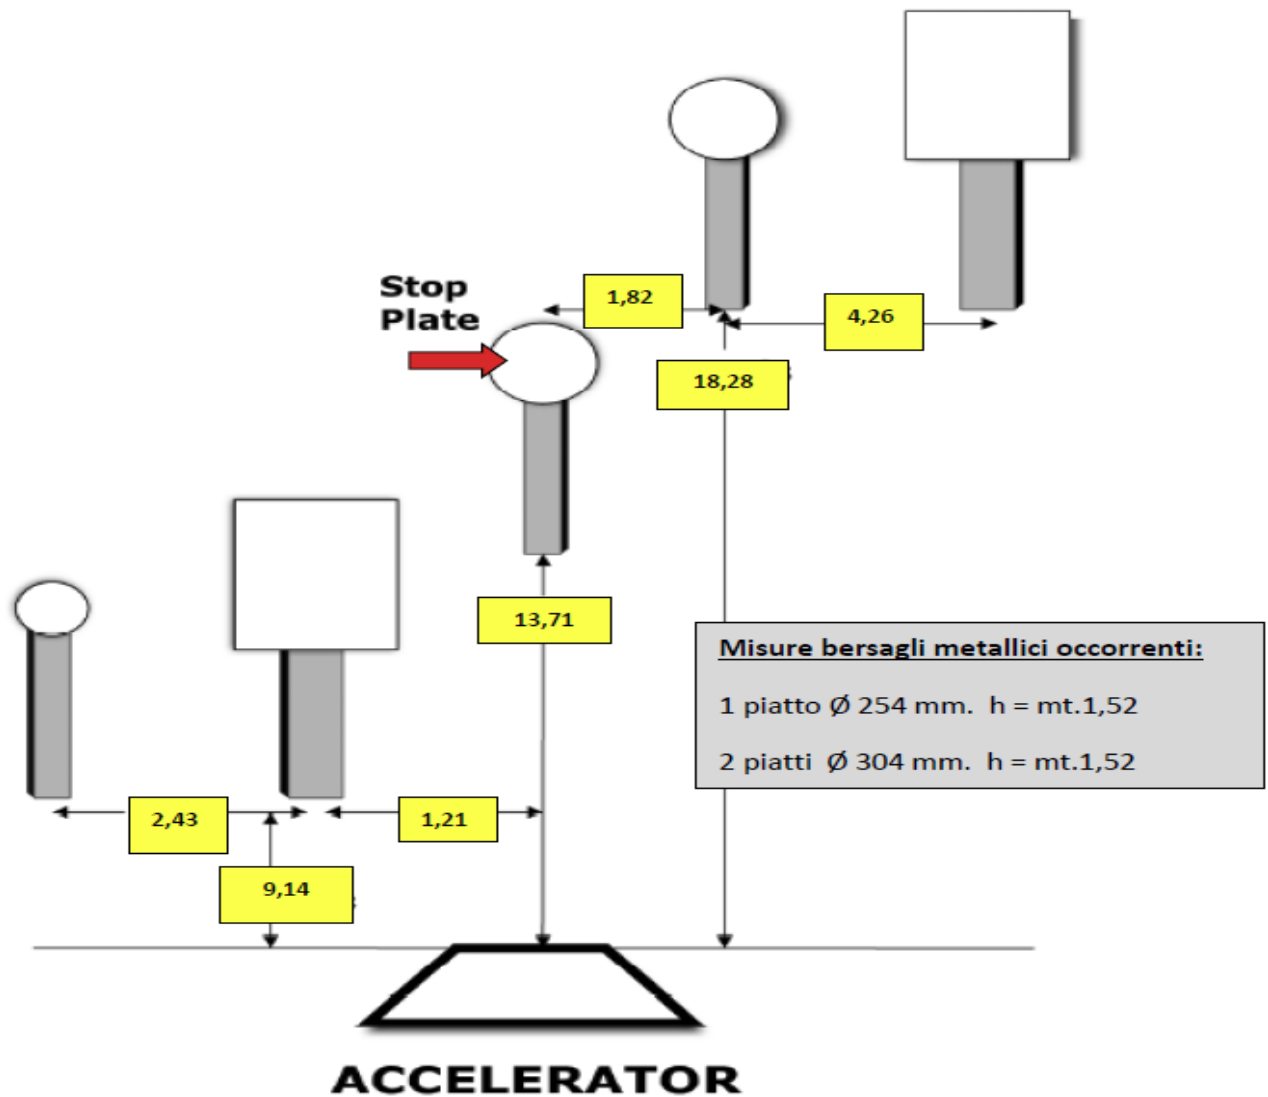 Stop
Plate
1,82
4,26
18,28
13,71
Misure bersagli metallici occorrenti:
1 piatto Ø 254 mm. h = mt.1,52
2 piatti Ø 304 mm. h = mt.1,52
2,43
1,21
9,14
ACCELERATOR